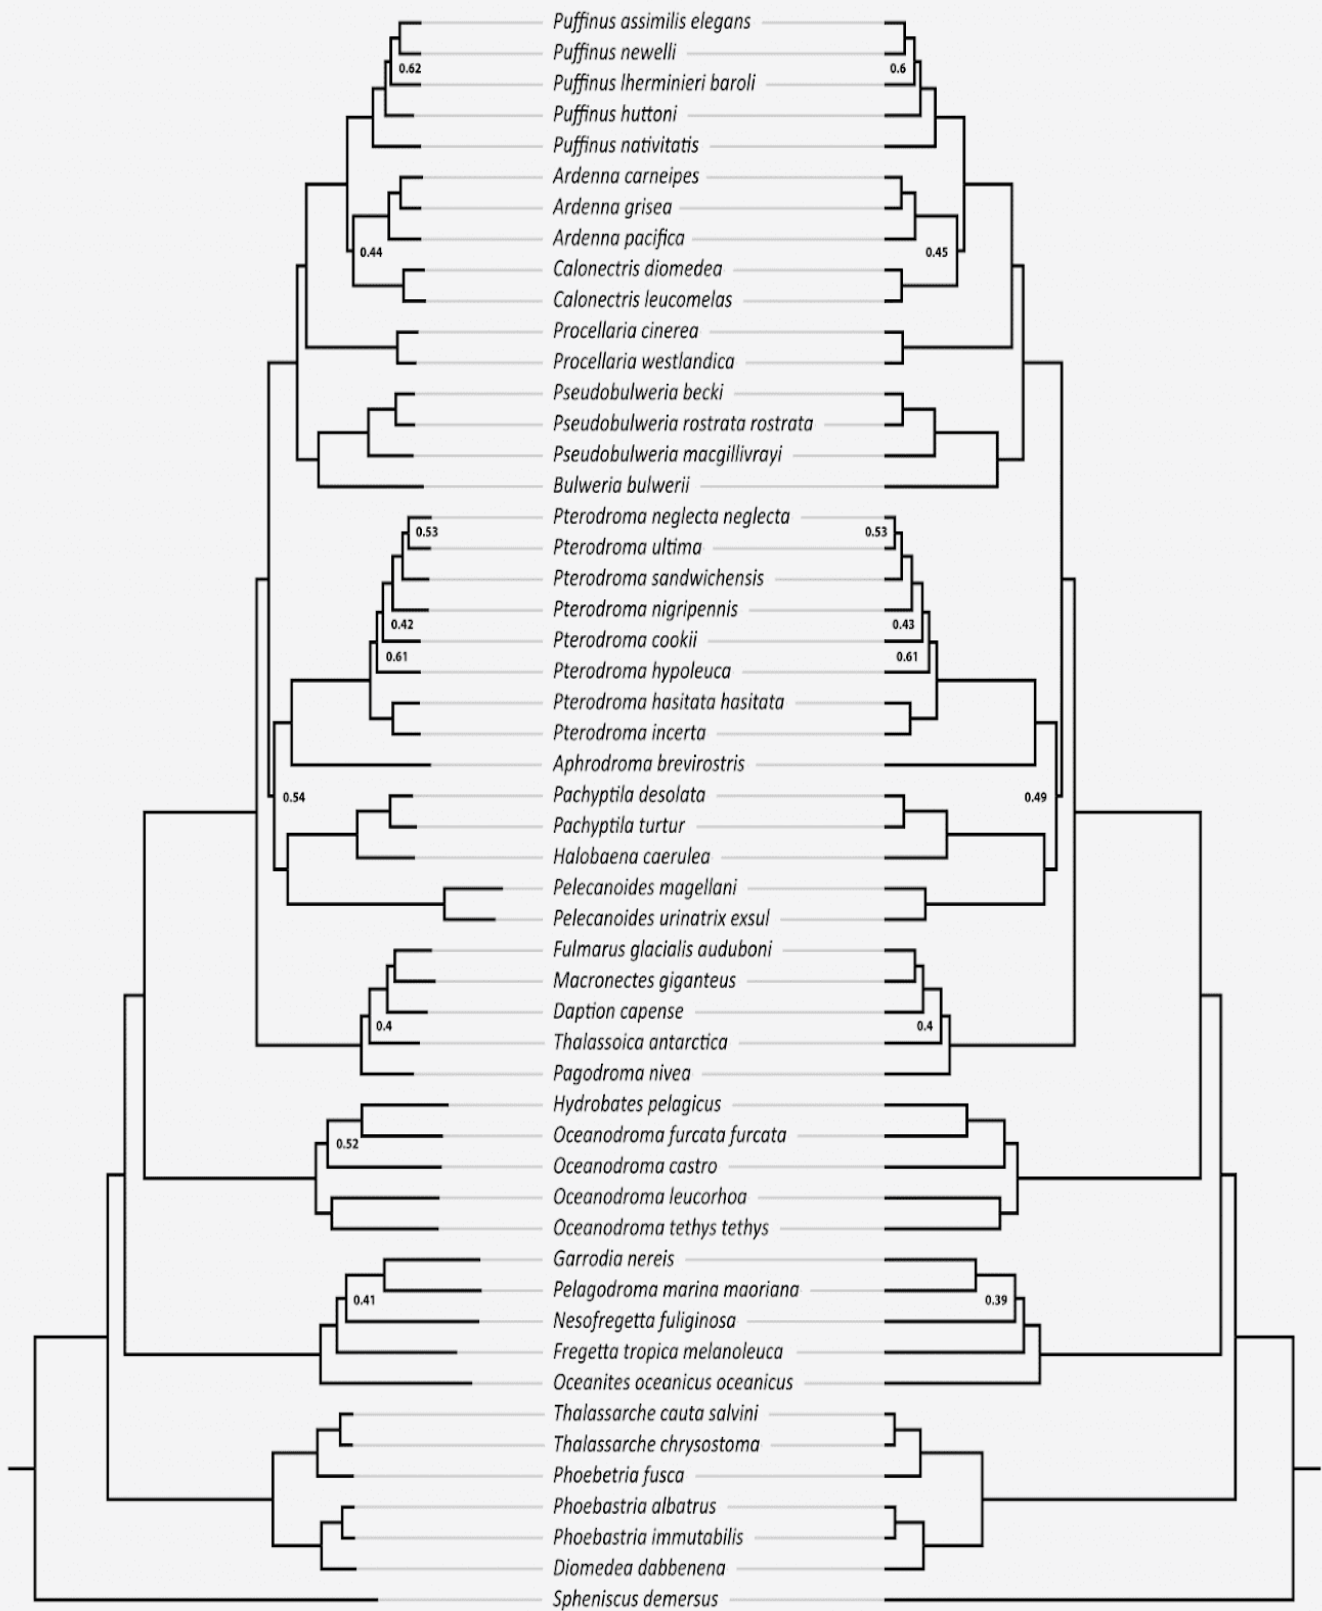 Puffinus assimilis elegans
Puffinus newelli
0.62 0.6
Puffinus lherminieri baroli
Puffinus huttoni
Puffinus nativitatis
Ardenna carneipes
Ardenna grisea
Ardenna pacifica
0.44 0.45
Calonectris diomedea
Calonectris leucomelas
Procellaria cinerea
Procellaria westlandica
Pseudobulweria becki
Pseudobulweria rostrata rostrata
Pseudobulweria macgillivrayi
Bulweria bulwerii
Pterodroma neglecta neglecta
0.53 0.53
Pterodroma ultima
Pterodroma sandwichensis
Pterodroma nigripennis
0.42 0.43
Pterodroma cookii
0.61 0.61
Pterodroma hypoleuca
Pterodroma hasitata hasitata
Pterodroma incerta
Aphrodroma brevirostris
Pachyptila desolata
0.54 0.49
Pachyptila turtur
Halobaena caerulea
Pelecanoides magellani
Pelecanoides urinatrix exsul
Fulmarus glacialis auduboni
Macronectes giganteus
Daption capense
0.4 0.4
Thalassoica antarctica
Pagodroma nivea
Hydrobates pelagicus
Oceanodroma furcata furcata
0.52
Oceanodroma castro
Oceanodroma leucorhoa
Oceanodroma tethys tethys
Garrodia nereis
Pelagodroma marina maoriana
0.41 0.39
Nesofregetta fuliginosa
Fregetta tropica melanoleuca
Oceanites oceanicus oceanicus
Thalassarche cauta salvini
Thalassarche chrysostoma
Phoebetria fusca
Phoebastria albatrus
Phoebastria immutabilis
Diomedea dabbenena
Spheniscus demersus